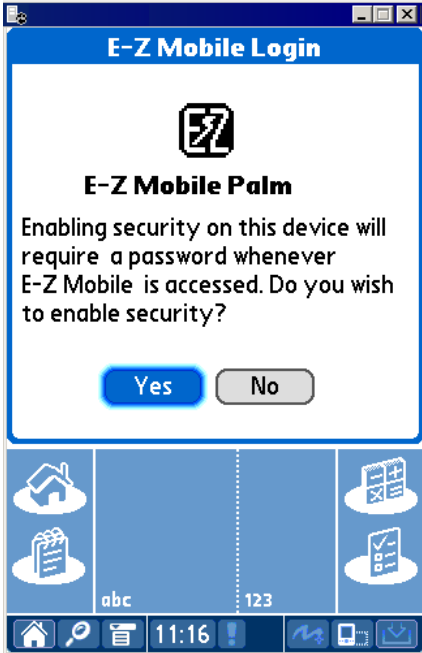 E-Z Mobile Login
EZ
E-Z Mobile Palm
Enabling security on this device will
require a password whenever
E-Z Mobile is accessed. Do you wish
to enable security?
Yes No
abc 123
11:16